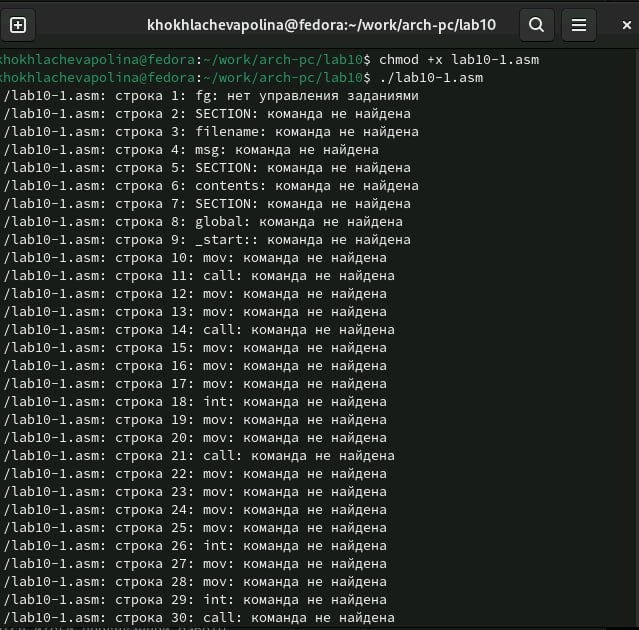 khokhlachevapolina@fedora:~/work/arch-pc/lab10
khokhlachevapolina@fedora:~/work/arch-pc/lab10$ chmod +x lab10-1.asm
khokhlachevapolina@fedora:~/work/arch-pc/lab10$ ./lab10-1.asm
/lab10-1.asm: строка 1: fg: нет управления заданиями
/lab10-1.asm: строка 2: SECTION: команда не найдена
/lab10-1.asm: строка 3: filename: команда не найдена
/lab10-1.asm: строка 4: msg: команда не найдена
/lab10-1.asm: строка 5: SECTION: команда не найдена
/lab10-1.asm: строка 6: contents: команда не найдена
/lab10-1.asm: строка 7: SECTION: команда не найдена
/lab10-1.asm: строка 8: global: команда не найдена
/lab10-1.asm: строка 9: _start:: команда не найдена
/lab10-1.asm: строка 10: mov: команда не найдена
/lab10-1.asm: строка 11: call: команда не найдена
/lab10-1.asm: строка 12: mov: команда не найдена
/lab10-1.asm: строка 13: mov: команда не найдена
/lab10-1.asm: строка 14: call: команда не найдена
/lab10-1.asm: строка 15: mov: команда не найдена
/lab10-1.asm: строка 16: mov: команда не найдена
/lab10-1.asm: строка 17: mov: команда не найдена
/lab10-1.asm: строка 18: int: команда не найдена
/lab10-1.asm: строка 19: mov: команда не найдена
/lab10-1.asm: строка 20: mov: команда не найдена
/lab10-1.asm: строка 21: call: команда не найдена
/lab10-1.asm: строка 22: mov: команда не найдена
/lab10-1.asm: строка 23: mov: команда не найдена
/lab10-1.asm: строка 24: mov: команда не найдена
/lab10-1.asm: строка 25: mov: команда не найдена
/lab10-1.asm: строка 26: int: команда не найдена
/lab10-1.asm: строка 27: mov: команда не найдена
/lab10-1.asm: строка 28: mov: команда не найдена
/lab10-1.asm: строка 29: int: команда не найдена
/lab10-1.asm: строка 30: call: команда не найдена